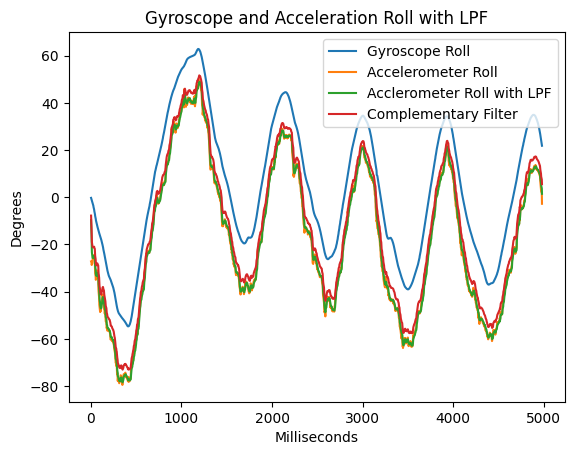 Gyroscope and Acceleration Roll with LPF
Gyroscope Roll
Accelerometer Roll
Acclerometer Roll with LPF
Complementary Filter
60
40
20
0
−20
−40
−60
−80
Degrees
0 1000 2000 3000 4000 5000
Milliseconds